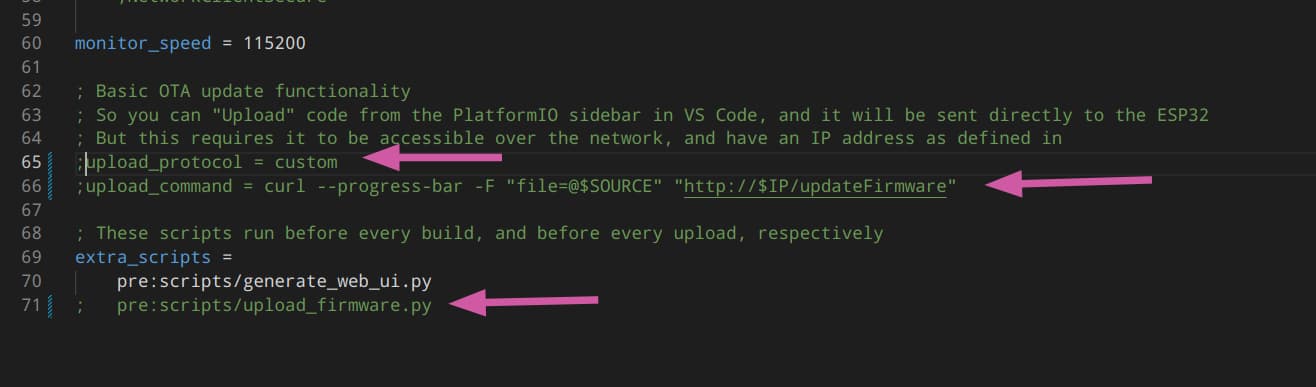 58 ;NetworkClientSecure
59
60 monitor_speed = 115200
61
62 ; Basic OTA update functionality
63 ; So you can "Upload" code from the PlatformIO sidebar in VS Code, and it will be sent directly to the ESP32
64 ; But this requires it to be accessible over the network, and have an IP address as defined in
65 ;upload_protocol = custom
66 ;upload_command = curl --progress-bar -F "file=@$SOURCE" "http://$IP/updateFirmware"
67
68 ; These scripts run before every build, and before every upload, respectively
69 extra_scripts =
70 pre:scripts/generate_web_ui.py
71 ; pre:scripts/upload_firmware.py